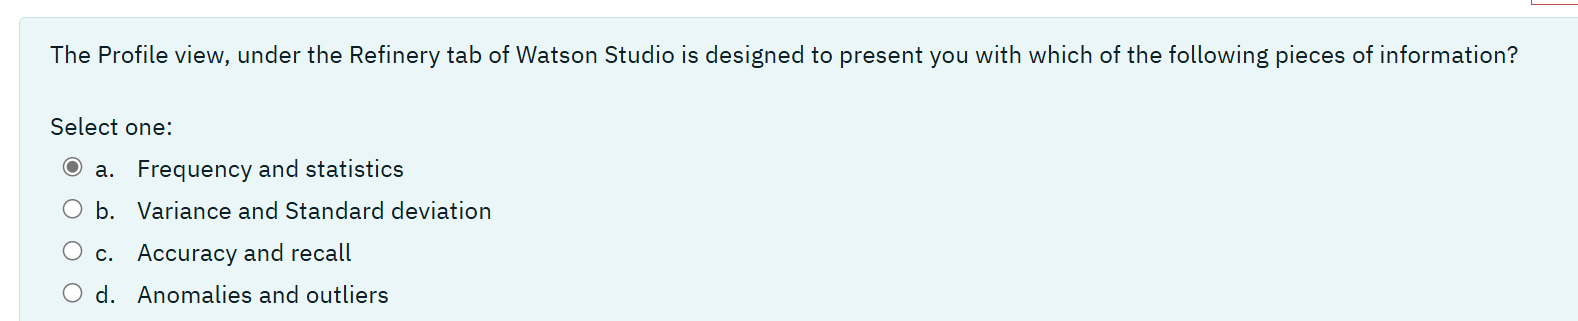 The Profile view, under the Refinery tab of Watson Studio is designed to present you with which of the following pieces of information?
Select one:
a. Frequency and statistics
b. Variance and Standard deviation
c. Accuracy and recall
d. Anomalies and outliers